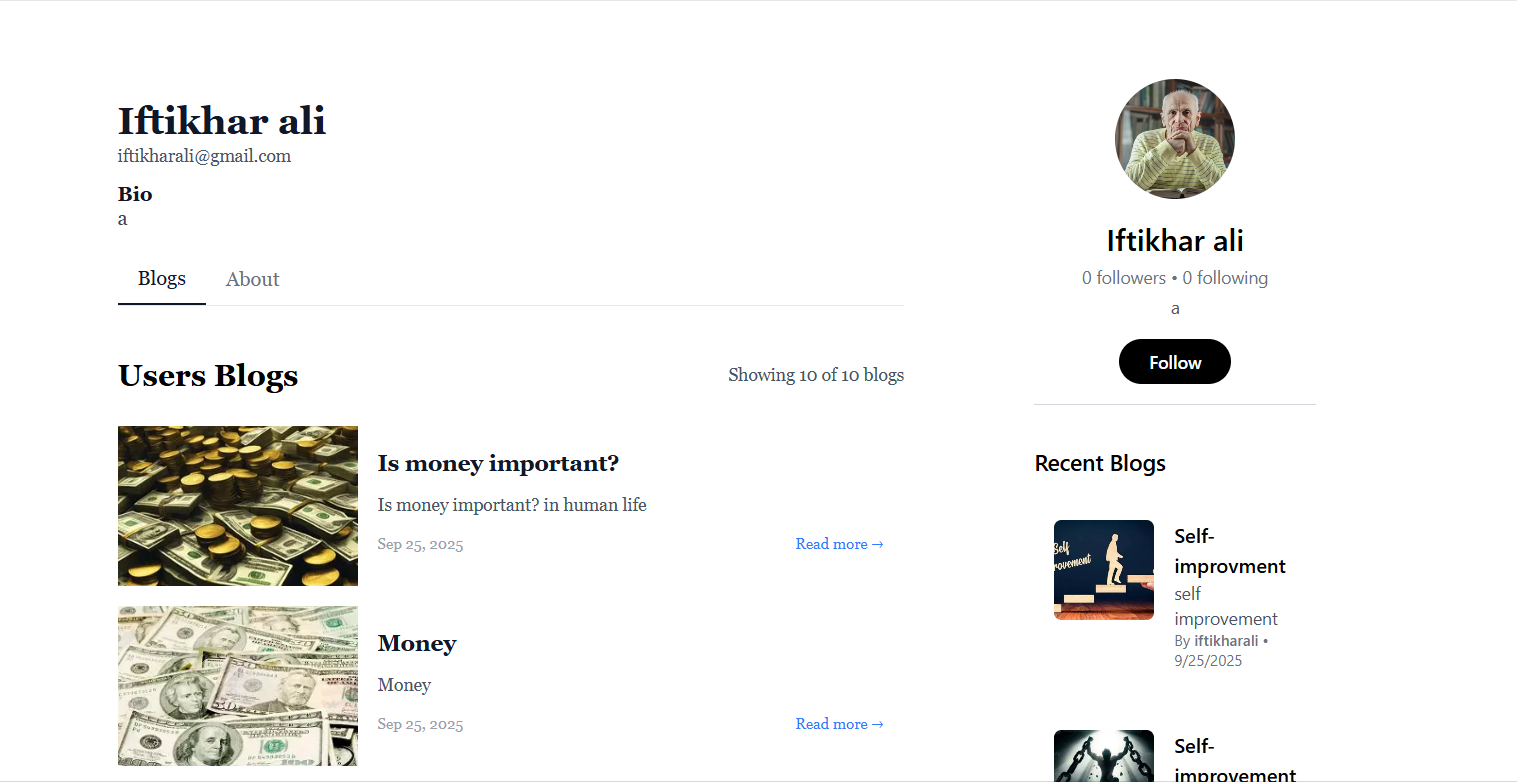 Iftikhar ali
iftikharali@gmail.com
Bio
a
Blogs
About
Users Blogs
Showing 10 of 10 blogs
Is money important?
Is money important? in human life
Sep 25, 2025
Read more →
Money
Money
Sep 25, 2025
Read more →
Iftikhar ali
0 followers • 0 following
a
Follow
Recent Blogs
Self-
improvment
self
improvement
By iftikharali •
9/25/2025
Self-
improvement